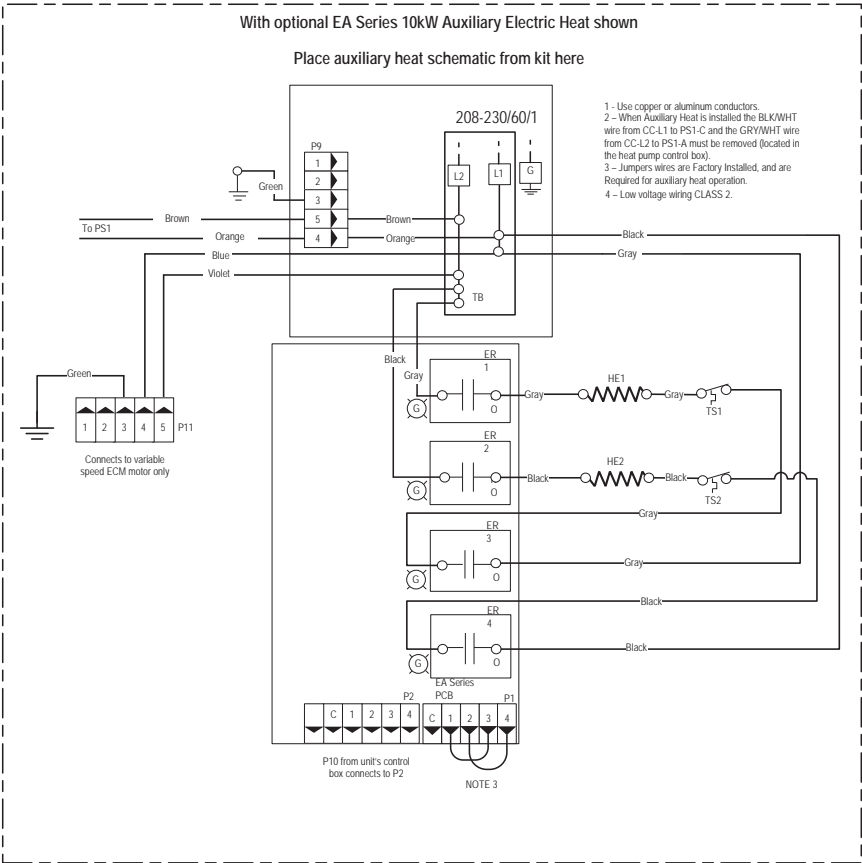 With optional EA Series 10kW Auxiliary Electric Heat shown
Place auxiliary heat schematic from kit here
1 - Use copper or aluminum conductors.
2 – When Auxiliary Heat is installed the BLK/WHT
wire from CC-L1 to PS1-C and the GRY/WHT wire
from CC-L2 to PS1-A must be removed (located in
the heat pump control box).
3 – Jumpers wires are Factory Installed, and are
Required for auxiliary heat operation.
4 – Low voltage wiring CLASS 2.
208-230/60/1
P9
1
2
3
5
4
L2
L1
G
Green
To PS1
Brown
Brown
Orange
Orange
Black
Blue
Gray
Violet
TB
Black
Gray
Green
1
2
3
4
5
P11
Connects to variable
speed ECM motor only
ER
1
G
O
Gray
HE1
Gray
TS1
ER
2
G
O
Black
HE2
Black
TS2
Gray
ER
3
G
O
Gray
Black
ER
4
G
O
Black
EA Series
PCB
P2
P1
C
1
2
3
4
C
1
2
3
4
P10 from unit's control
box connects to P2
NOTE 3